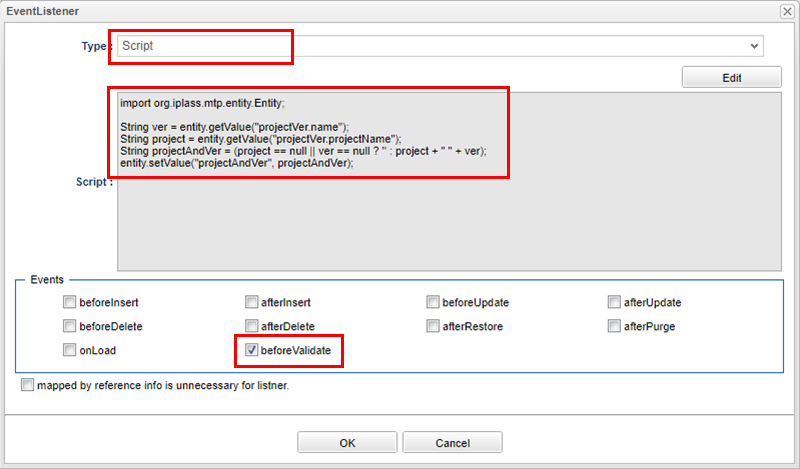 EventListener
Type :
Script
Edit
import org.iplass.mtp.entity.Entity;
String ver = entity.getValue("projectVer.name");
String project = entity.getValue("projectVer.projectName");
String projectAndVer = (project == null || ver == null ? '' : project + " " + ver);
entity.setValue("projectAndVer", projectAndVer);
Script :
Events
beforeInsert afterInsert beforeUpdate afterUpdate
beforeDelete afterDelete afterRestore afterPurge
onLoad beforeValidate
mapped by reference info is unnecessary for listner.
OK Cancel